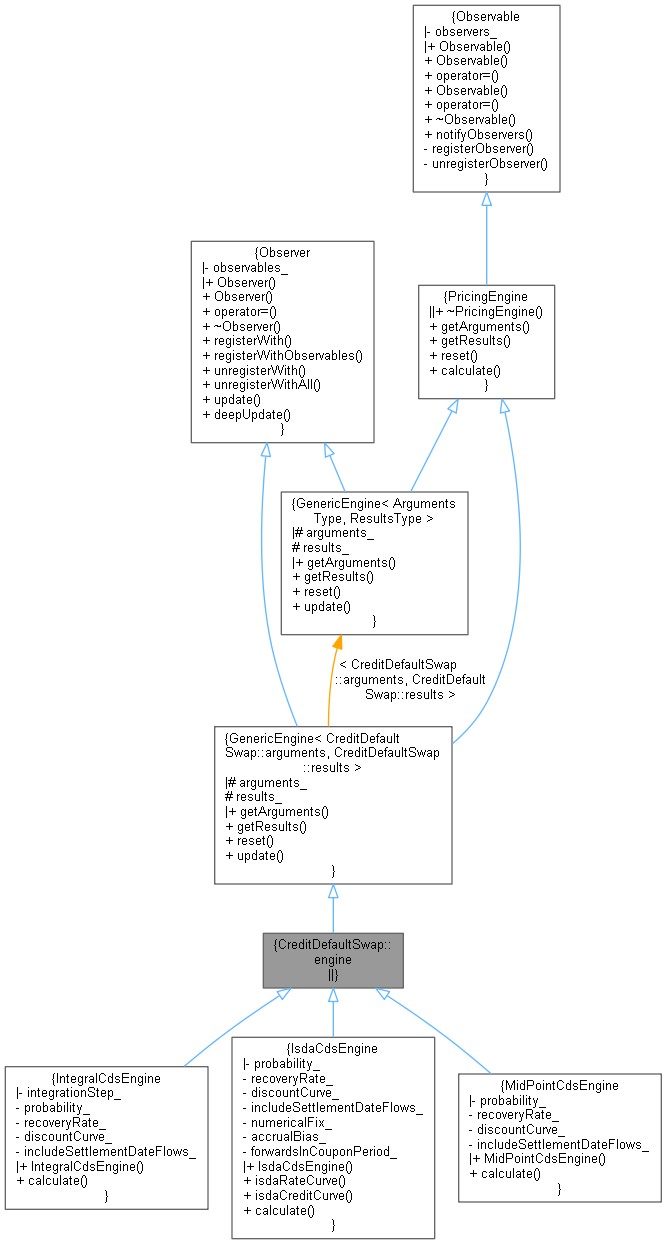 {Observable
|- observers_
|+ Observable()
+ Observable()
+ operator=()
+ Observable()
+ operator=()
+ ~Observable()
+ notifyObservers()
- registerObserver()
- unregisterObserver()
}
{Observer
|- observables_
|+ Observer()
+ Observer()
+ operator=()
+ ~Observer()
+ registerWith()
+ registerWithObservables()
+ unregisterWith()
+ unregisterWithAll()
+ update()
+ deepUpdate()
}
{PricingEngine
||+ ~PricingEngine()
+ getArguments()
+ getResults()
+ reset()
+ calculate()
}
{GenericEngine< Arguments
Type, ResultsType >
|# arguments_
# results_
|+ getArguments()
+ getResults()
+ reset()
+ update()
}
< CreditDefaultSwap
::arguments, CreditDefault
Swap::results >
{GenericEngine< CreditDefault
Swap::arguments, CreditDefaultSwap
::results >
|# arguments_
# results_
|+ getArguments()
+ getResults()
+ reset()
+ update()
}
{CreditDefaultSwap::
engine
||}
{IntegralCdsEngine
|- integrationStep_
- probability_
- recoveryRate_
- discountCurve_
- includeSettlementDateFlows_
|+ IntegralCdsEngine()
+ calculate()
}
{IsdaCdsEngine
|- probability_
- recoveryRate_
- discountCurve_
- includeSettlementDateFlows_
- numericalFix_
- accrualBias_
- forwardsInCouponPeriod_
|+ IsdaCdsEngine()
+ isdaRateCurve()
+ isdaCreditCurve()
+ calculate()
}
{MidPointCdsEngine
|- probability_
- recoveryRate_
- discountCurve_
- includeSettlementDateFlows_
|+ MidPointCdsEngine()
+ calculate()
}